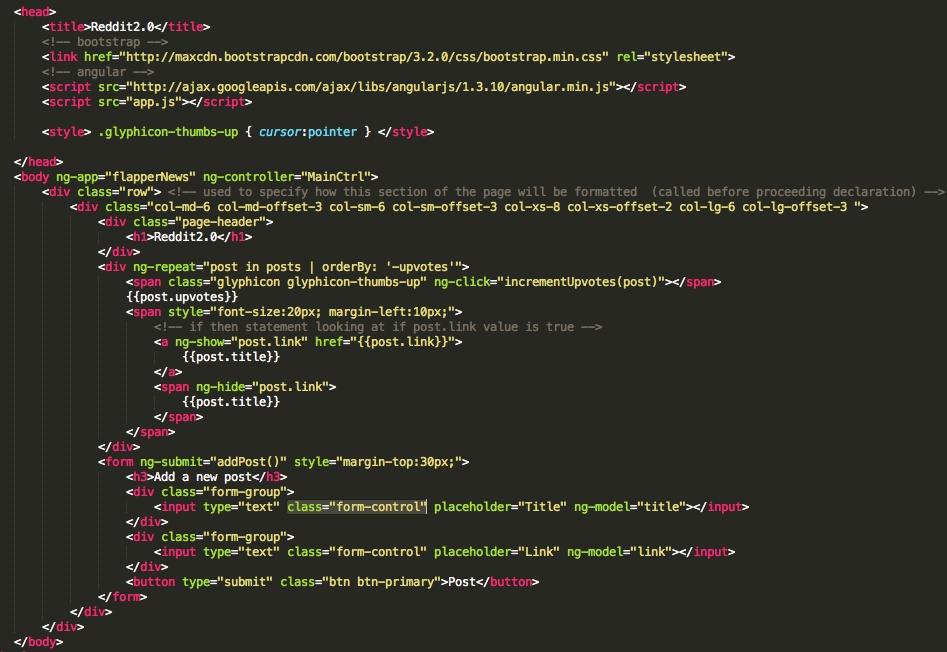 <head>
    <title>Reddit2.0</title>
    <!-- bootstrap -->
    <link href="http://maxcdn.bootstrapcdn.com/bootstrap/3.2.0/css/bootstrap.min.css" rel="stylesheet">
    <!-- angular -->
    <script src="http://ajax.googleapis.com/ajax/libs/angularjs/1.3.10/angular.min.js"></script>
    <script src="app.js"></script>

    <style> .glyphicon-thumbs-up { cursor:pointer } </style>

</head>
<body ng-app="flapperNews" ng-controller="MainCtrl">
    <div class="row"> <!-- used to specify how this section of the page will be formatted  (called before proceeding declaration) -->
        <div class="col-md-6 col-md-offset-3 col-sm-6 col-sm-offset-3 col-xs-8 col-xs-offset-2 col-lg-6 col-lg-offset-3 ">
            <div class="page-header">
                <h1>Reddit2.0</h1>
            </div>
            <div ng-repeat="post in posts | orderBy: '-upvotes'">
                <span class="glyphicon glyphicon-thumbs-up" ng-click="incrementUpvotes(post)"></span>
                {{post.upvotes}}
                <span style="font-size:20px; margin-left:10px;">
                    <!-- if then statement looking at if post.link value is true -->
                    <a ng-show="post.link" href="{{post.link}}">
                        {{post.title}}
                    </a>
                    <span ng-hide="post.link">
                        {{post.title}}
                    </span>
                </span>
            </div>
            <form ng-submit="addPost()" style="margin-top:30px;">
                <h3>Add a new post</h3>
                <div class="form-group">
                    <input type="text" class="form-control" placeholder="Title" ng-model="title"></input>
                </div>
                <div class="form-group">
                    <input type="text" class="form-control" placeholder="Link" ng-model="link"></input>
                </div>
                <button type="submit" class="btn btn-primary">Post</button>
            </form>
        </div>
    </div>
</body>